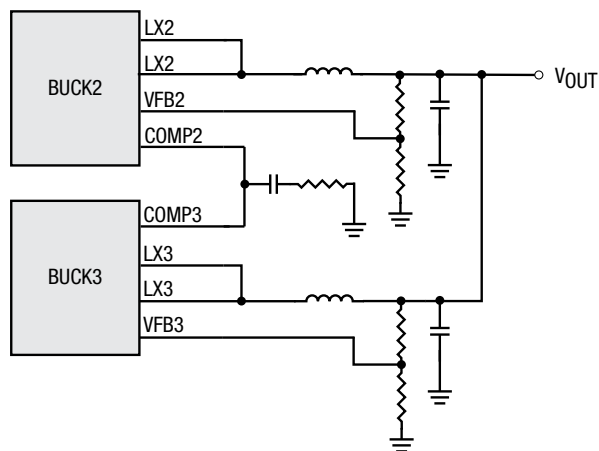 BUCK2
LX2
LX2
VFB2
COMP2
VOUT
BUCK3
COMP3
LX3
LX3
VFB3